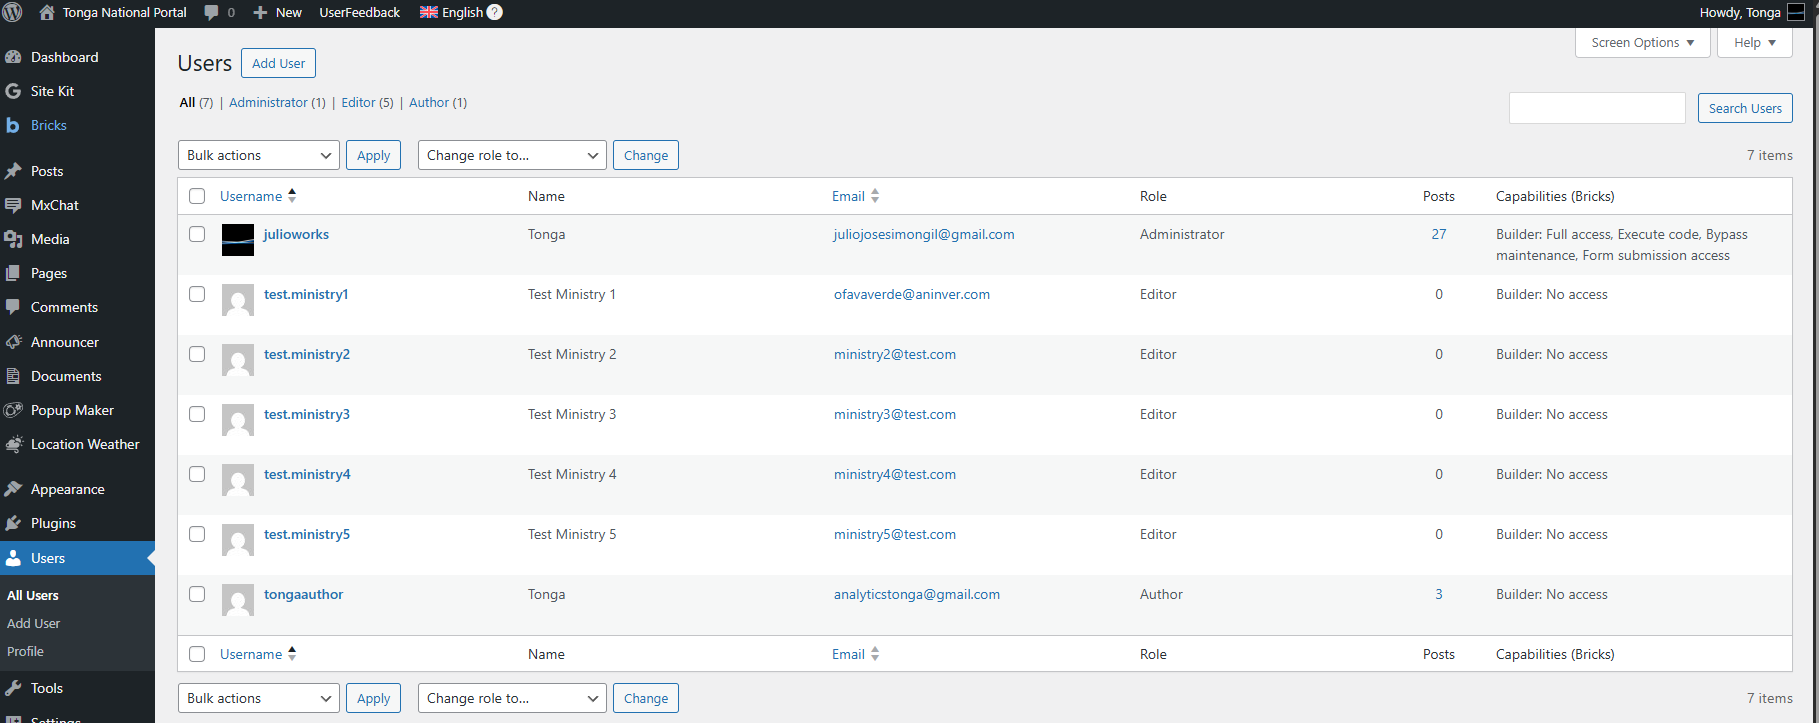 Tonga National Portal 0 New UserFeedback English ? Howdy, Tonga
Dashboard
Site Kit
Bricks
Posts
MxChat
Media
Pages
Comments
Announcer
Documents
Popup Maker
Location Weather
Appearance
Plugins
Users
All Users
Add User
Profile
Tools
Settings
Screen Options Help
Users Add User
All (7) | Administrator (1) | Editor (5) | Author (1)
Search Users
Bulk actions Apply Change role to... Change 7 items
Username Name Email Role Posts Capabilities (Bricks)
julioworks Tonga juliojosesimongil@gmail.com Administrator 27 Builder: Full access, Execute code, Bypass
maintenance, Form submission access
test.ministry1 Test Ministry 1 ofavaverde@aninver.com Editor 0 Builder: No access
test.ministry2 Test Ministry 2 ministry2@test.com Editor 0 Builder: No access
test.ministry3 Test Ministry 3 ministry3@test.com Editor 0 Builder: No access
test.ministry4 Test Ministry 4 ministry4@test.com Editor 0 Builder: No access
test.ministry5 Test Ministry 5 ministry5@test.com Editor 0 Builder: No access
tongaauthor Tonga analyticstonga@gmail.com Author 3 Builder: No access
Username Name Email Role Posts Capabilities (Bricks)
Bulk actions Apply Change role to... Change 7 items